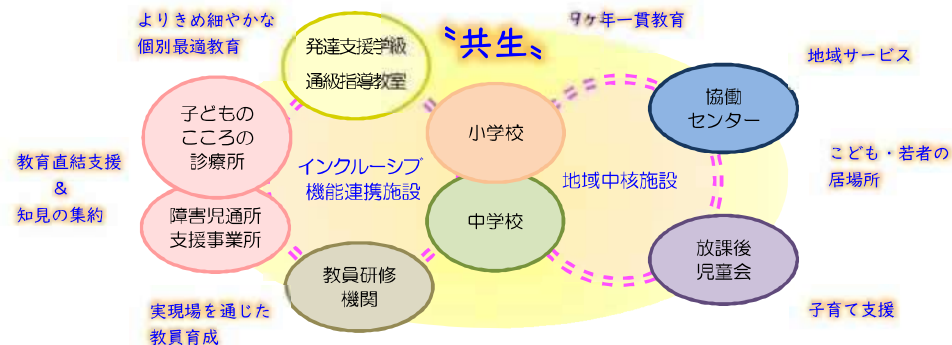 よりきめ細やかな
個別最適教育
発達支援学級
通級指導教室
〝共生〟
9ヶ年一貫教育
地域サービス
子どもの
こころの
診療所
小学校
協働
センター
教育直結支援
&
知見の集約
インクルーシブ
機能連携施設
地域中核施設
こども・若者の
居場所
障害児通所
支援事業所
中学校
放課後
児童会
教員研修
機関
実現場を通じた
教員育成
子育て支援